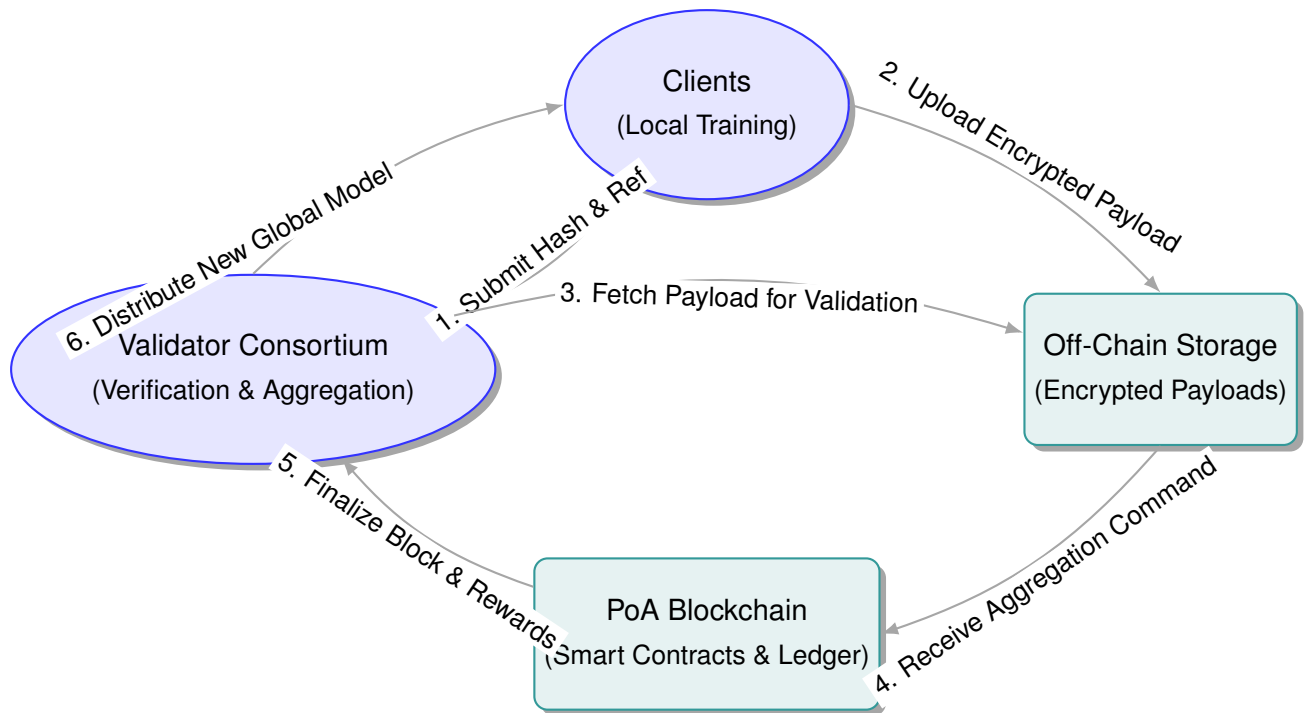 Clients
(Local Training)
2. Upload Encrypted Payload
6. Distribute New Global Model
1. Submit Hash & Ref
3. Fetch Payload for Validation
Validator Consortium
(Verification & Aggregation)
Off-Chain Storage
(Encrypted Payloads)
5. Finalize Block & Rewards
4. Receive Aggregation Command
PoA Blockchain
(Smart Contracts & Ledger)